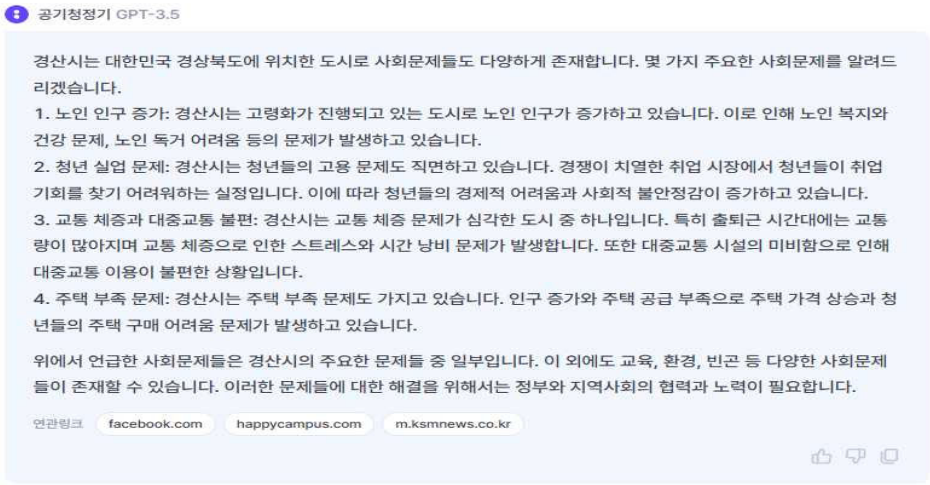 공기청정기 GPT-3.5
경산시는 대한민국 경상북도에 위치한 도시로 사회문제들도 다양하게 존재합니다. 몇 가지 주요한 사회문제를 알려드
리겠습니다.
1. 노인 인구 증가: 경산시는 고령화가 진행되고 있는 도시로 노인 인구가 증가하고 있습니다. 이로 인해 노인 복지와
건강 문제, 노인 독거 어려움 등의 문제가 발생하고 있습니다.
2. 청년 실업 문제: 경산시는 청년들의 고용 문제도 직면하고 있습니다. 경쟁이 치열한 취업 시장에서 청년들이 취업
기회를 찾기 어려워하는 실정입니다. 이에 따라 청년들의 경제적 어려움과 사회적 불안정감이 증가하고 있습니다.
3. 교통 체증과 대중교통 불편: 경산시는 교통 체증 문제가 심각한 도시 중 하나입니다. 특히 출퇴근 시간대에는 교통
량이 많아지며 교통 체증으로 인한 스트레스와 시간 낭비 문제가 발생합니다. 또한 대중교통 시설의 미비함으로 인해
대중교통 이용이 불편한 상황입니다.
4. 주택 부족 문제: 경산시는 주택 부족 문제도 가지고 있습니다. 인구 증가와 주택 공급 부족으로 주택 가격 상승과 청
년들의 주택 구매 어려움 문제가 발생하고 있습니다.
위에서 언급한 사회문제들은 경산시의 주요한 문제들 중 일부입니다. 이 외에도 교육, 환경, 빈곤 등 다양한 사회문제
들이 존재할 수 있습니다. 이러한 문제들에 대한 해결을 위해서는 정부와 지역사회의 협력과 노력이 필요합니다.
연관링크 facebook.com happycampus.com m.ksmnews.co.kr